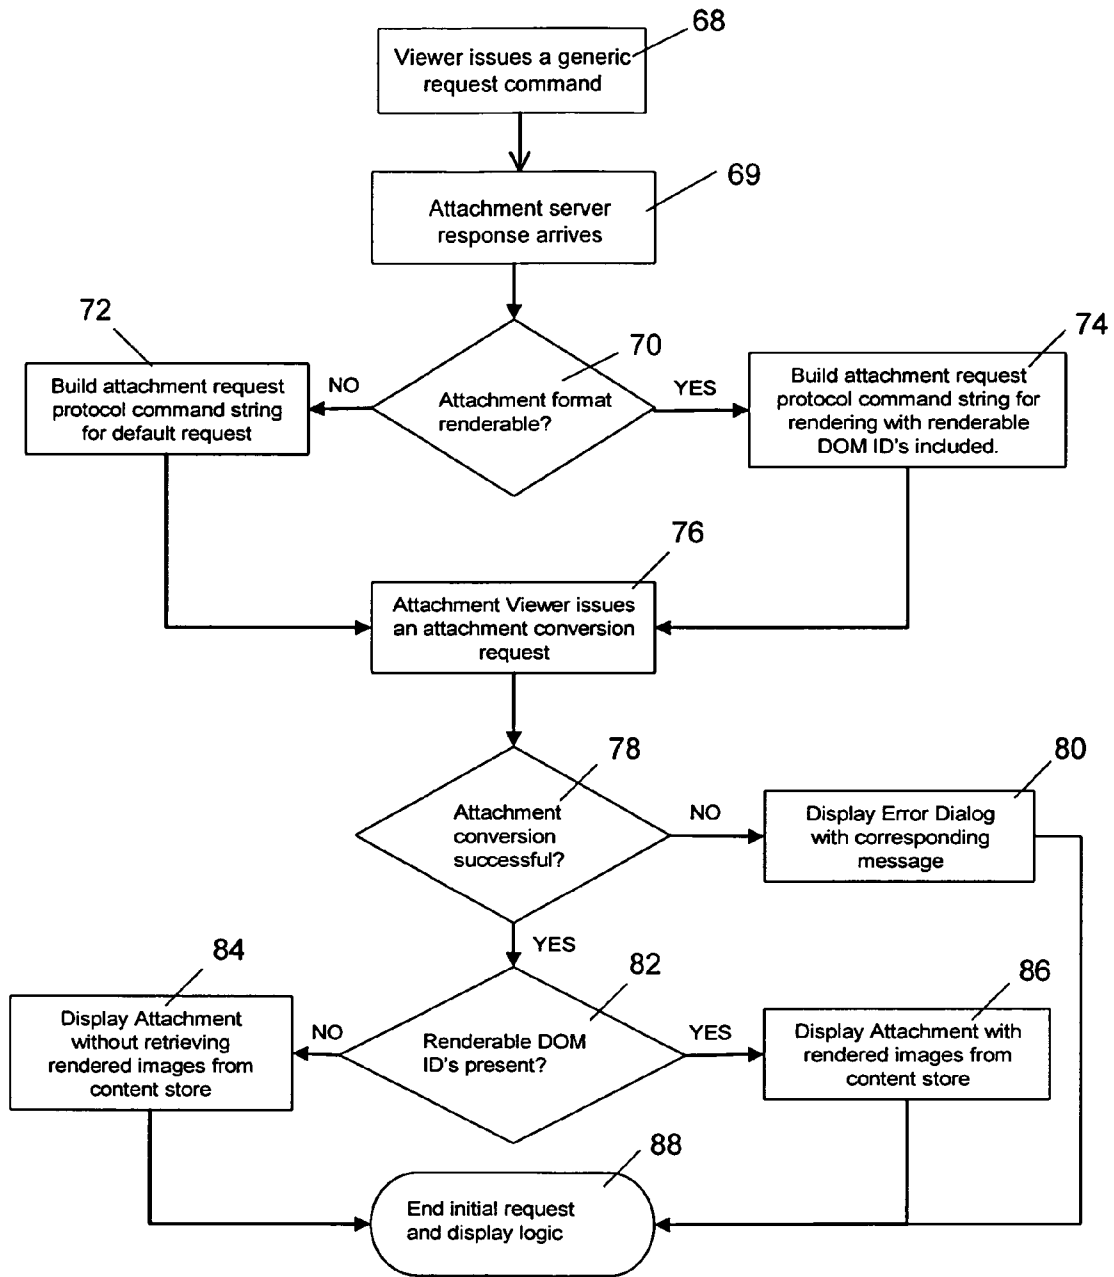 68
Viewer issues a generic
request command
69
Attachment server
response arrives
72
70
74
Build attachment request
protocol command string
for default request
NO
Attachment format
renderable?
YES
Build attachment request
protocol command string for
rendering with renderable
DOM ID's included.
76
Attachment Viewer issues
an attachment conversion
request
78
80
Attachment
conversion
successful?
NO
Display Error Dialog
with corresponding
message
YES
84
82
86
Display Attachment
without retrieving
rendered images from
content store
NO
Renderable DOM
ID's present?
YES
Display Attachment with
rendered images from
content store
88
End initial request
and display logic